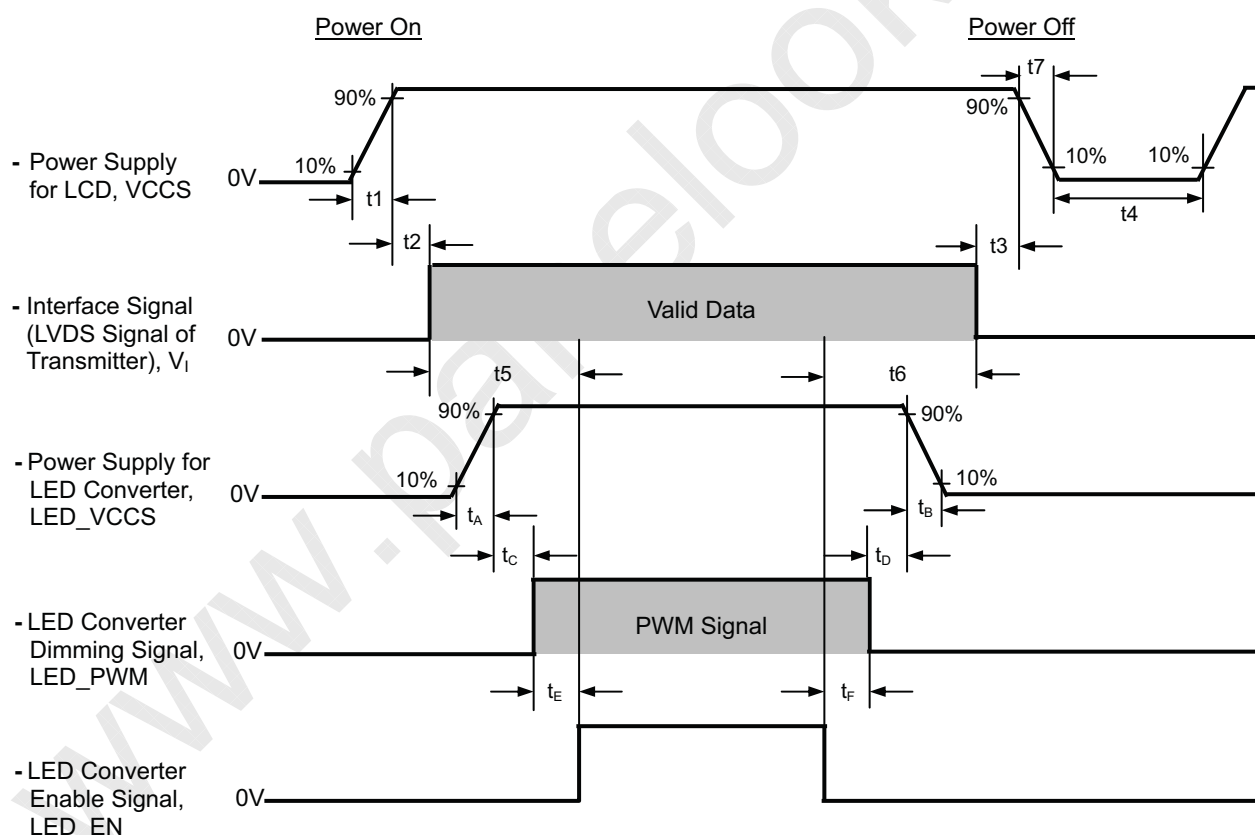 Power On
Power Off
t7
90%
90%
- Power Supply
for LCD, VCCS
0V
10%
10%
10%
t1
t4
t2
t3
- Interface Signal
(LVDS Signal of
Transmitter), VI
0V
Valid Data
t5
t6
90%
90%
- Power Supply for
LED Converter,
LED_VCCS
0V
10%
10%
tA
tB
tC
tD
- LED Converter
Dimming Signal,
LED_PWM
0V
PWM Signal
tE
tF
- LED Converter
Enable Signal,
LED_EN
0V